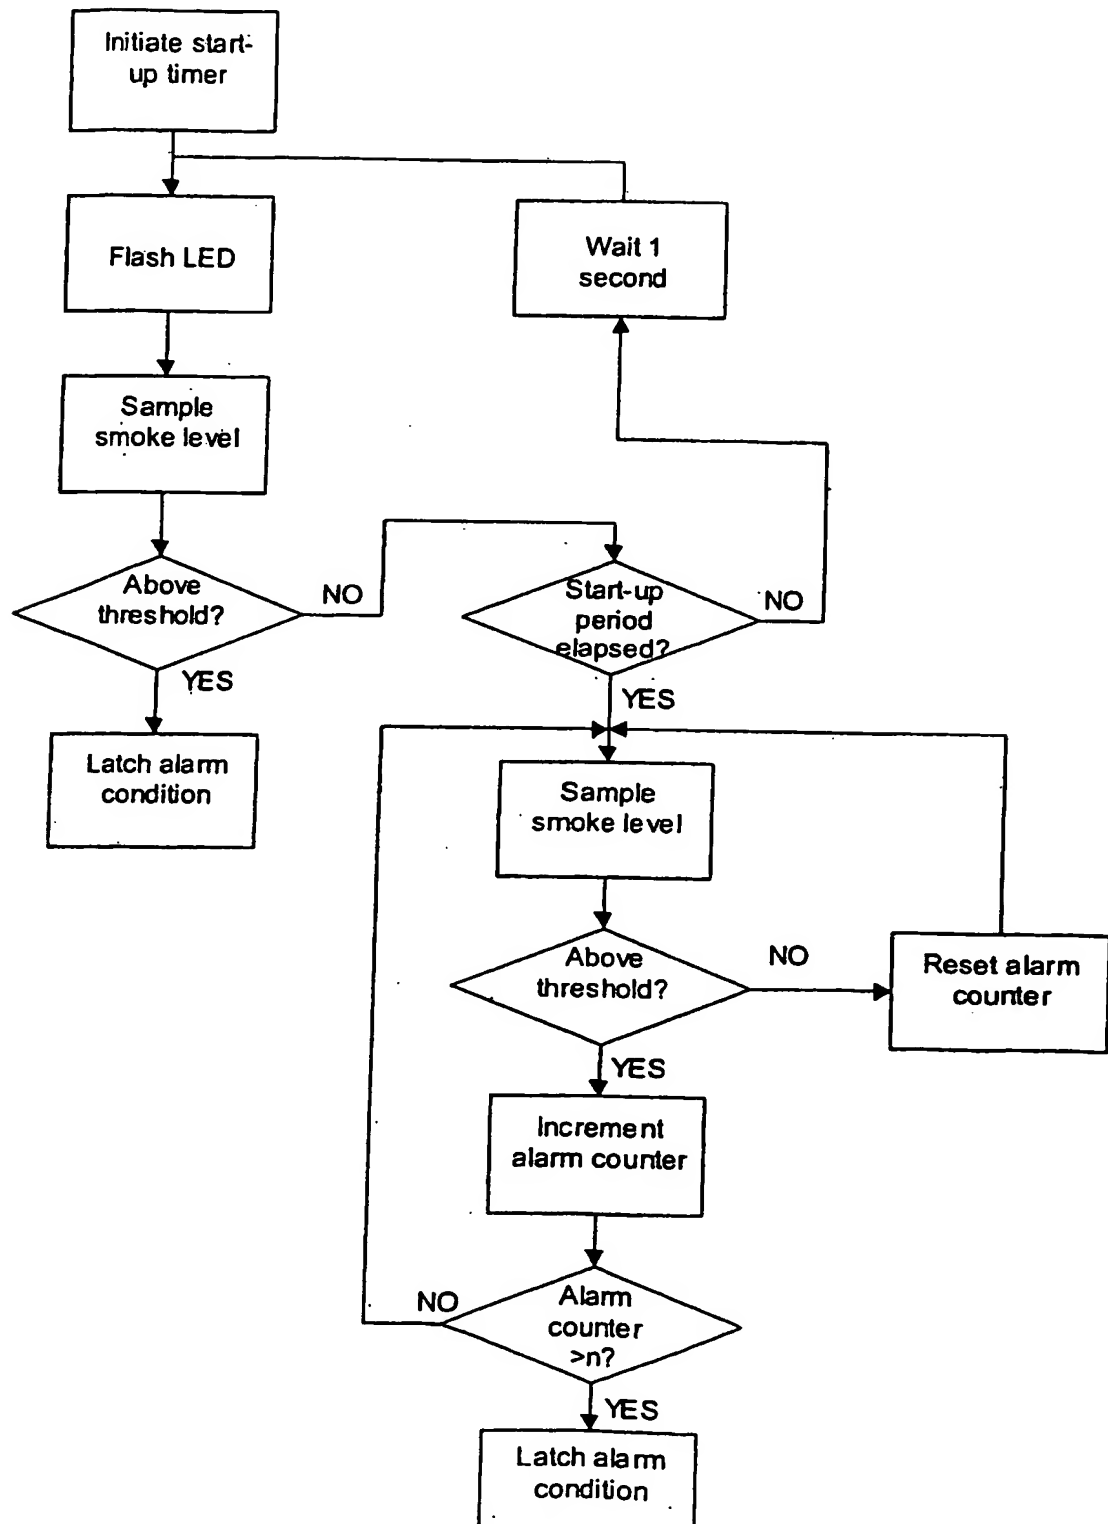 Initiate start-
up timer
Flash LED
Wait 1
second
Sample
smoke level
Above
threshold?
NO
Start-up
period
elapsed?
NO
YES
YES
Latch alarm
condition
Sample
smoke level
Above
threshold?
NO
Reset alarm
counter
YES
Increment
alarm counter
NO
Alarm
counter
>n?
YES
Latch alarm
condition